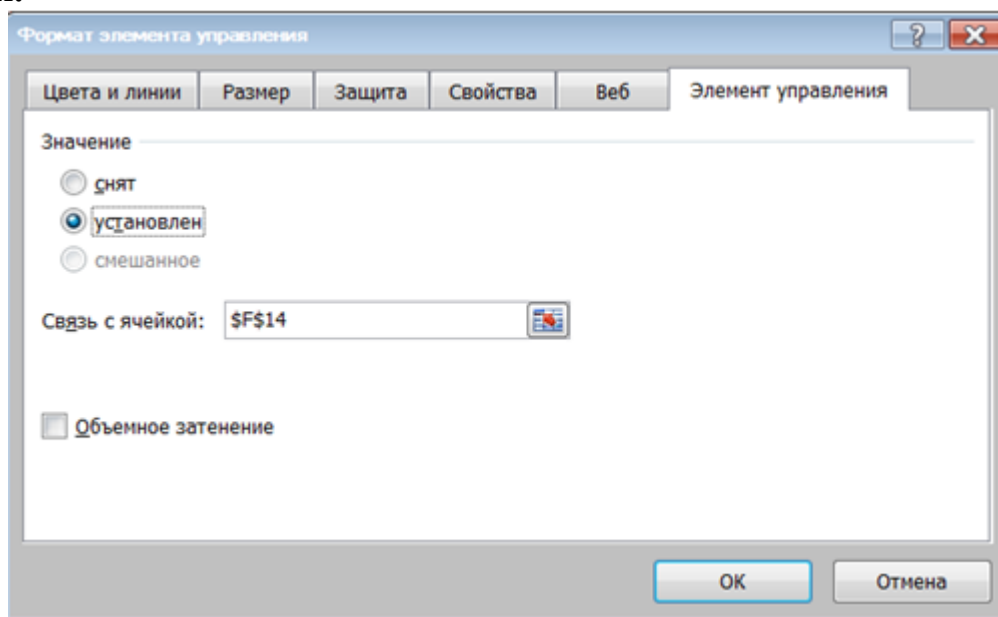 Формат элемента управления
Цвета и линии Размер Защита Свойства Веб Элемент управления
Значение
снят
установлен
смешанное
Связь с ячейкой: $F$14
Объемное затенение
ОК Отмена